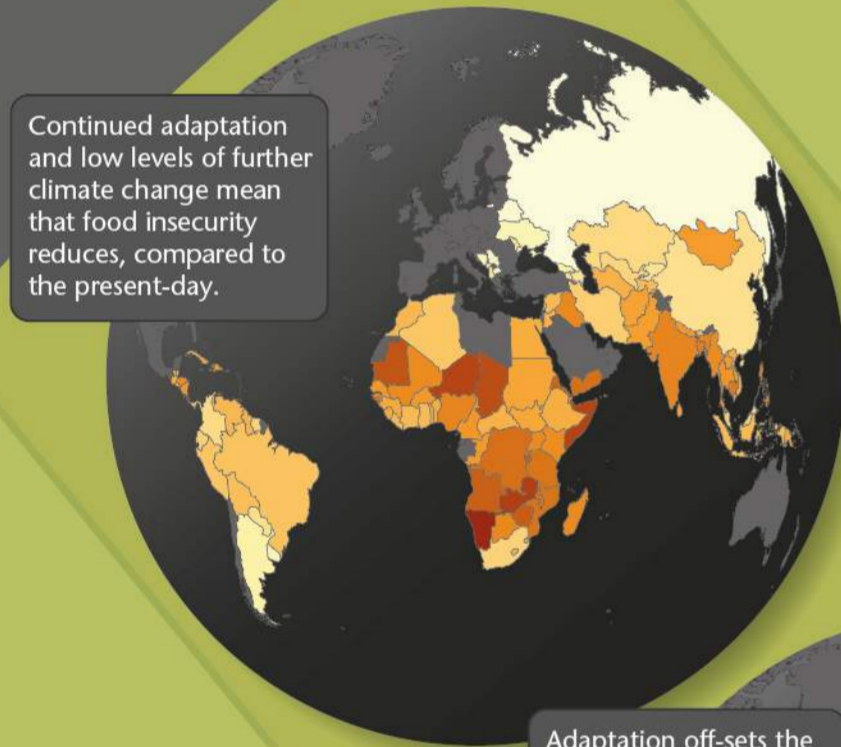 Continued adaptation
and low levels of further
climate change mean
that food insecurity
reduces, compared to
the present-day.
Adaptation off-sets the